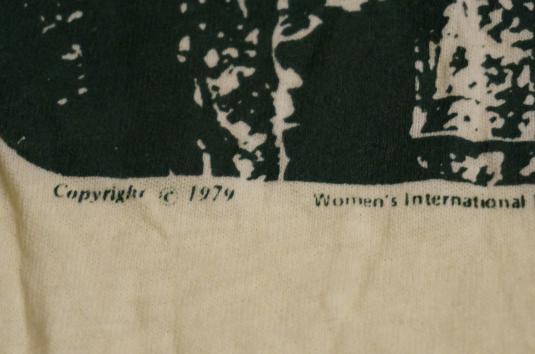 Copyright © 1979
Women's International